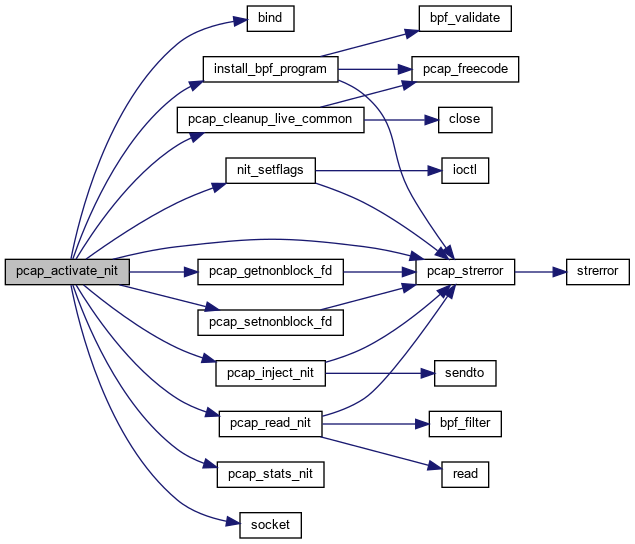 bind
bpf_validate
install_bpf_program
pcap_freecode
pcap_cleanup_live_common
close
nit_setflags
ioctl
pcap_activate_nit
pcap_getnonblock_fd
pcap_strerror
strerror
pcap_setnonblock_fd
pcap_inject_nit
sendto
pcap_read_nit
bpf_filter
read
pcap_stats_nit
socket